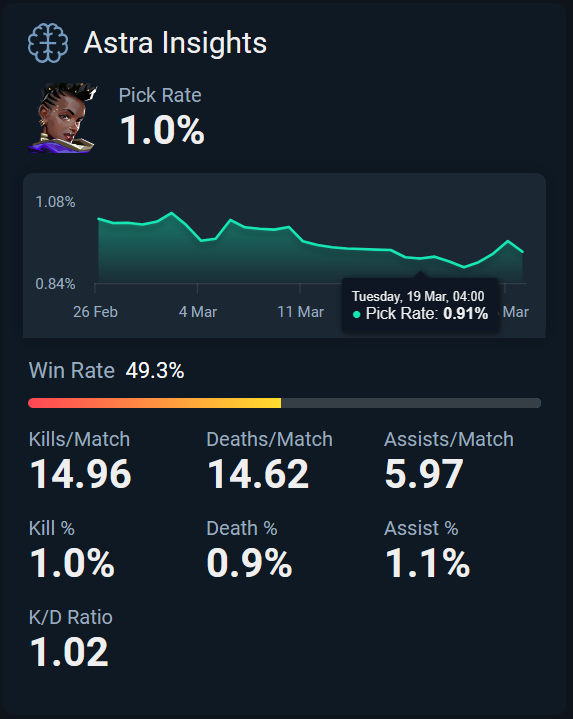 Astra Insights
Pick Rate
1.0%
1.08%
0.84%
26 Feb 4 Mar 11 Mar Mar
Tuesday, 19 Mar, 04:00
Pick Rate: 0.91%
Win Rate 49.3%
Kills/Match Deaths/Match Assists/Match
14.96 14.62 5.97
Kill % Death % Assist %
1.0% 0.9% 1.1%
K/D Ratio
1.02